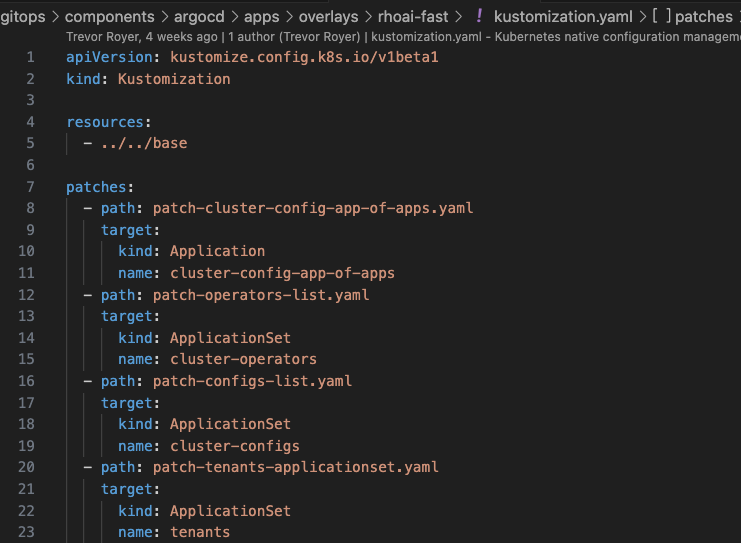 gitops > components > argocd > apps > overlays > rhoai-fast > ! kustomization.yaml > [ ] patches
Trevor Royer, 4 weeks ago | 1 author (Trevor Royer) | kustomization.yaml - Kubernetes native configuration manageme
1 apiVersion: kustomize.config.k8s.io/v1beta1
2 kind: Kustomization
3
4 resources:
5   - ../../base
6
7 patches:
8   - path: patch-cluster-config-app-of-apps.yaml
9     target:
10       kind: Application
11       name: cluster-config-app-of-apps
12   - path: patch-operators-list.yaml
13     target:
14       kind: ApplicationSet
15       name: cluster-operators
16   - path: patch-configs-list.yaml
17     target:
18       kind: ApplicationSet
19       name: cluster-configs
20   - path: patch-tenants-applicationset.yaml
21     target:
22       kind: ApplicationSet
23       name: tenants